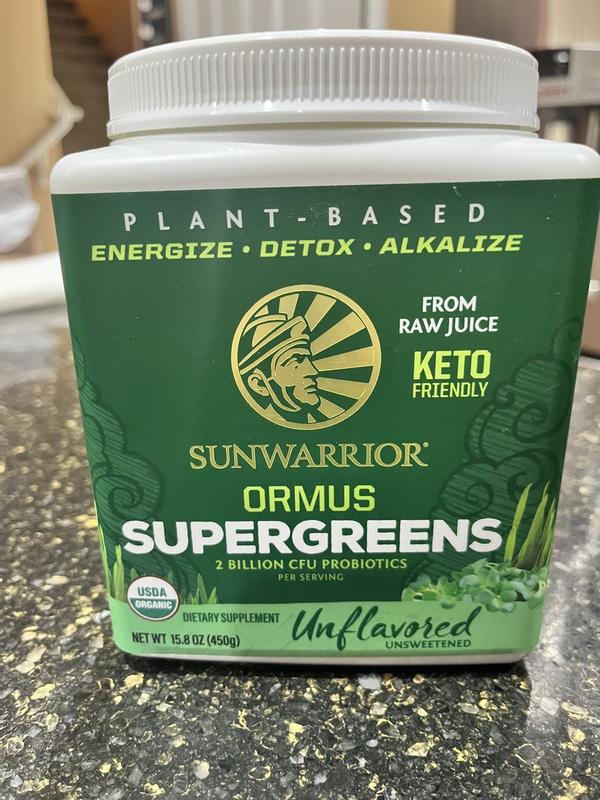 PLANT-BASED
ENERGIZE • DETOX • ALKALIZE
FROM
RAW JUICE
KETO
FRIENDLY
SUNWARRIOR®
ORMUS
SUPERGREENS
2 BILLION CFU PROBIOTICS
PER SERVING
USDA
ORGANIC
DIETARY SUPPLEMENT
NET WT 15.8 OZ (450g)
Unflavored
UNSWEETENED